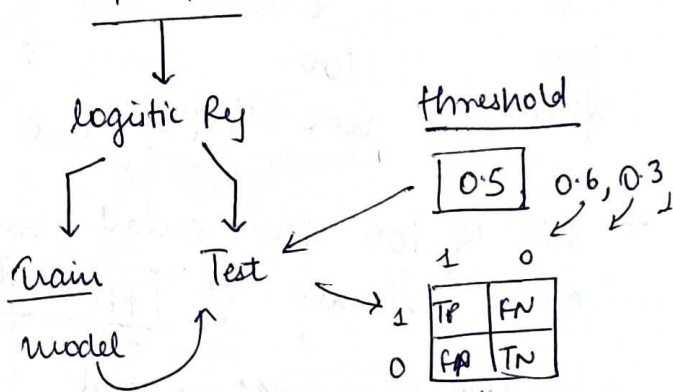 logistic Reg
threshold
0.5 0.6, 0.3
Train Test
model
1 0
1 TP FN
0 FP TN